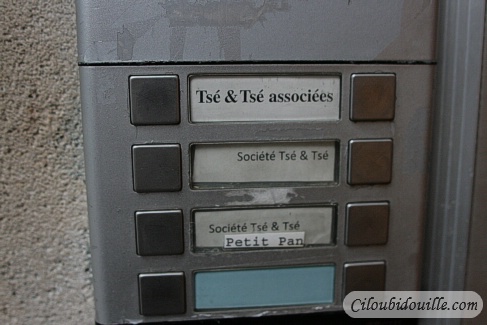 Tsé & Tsé associées
Société Tsé & Tsé
Société Tsé & Tsé
Petit Pan
Ciloubidouille.com